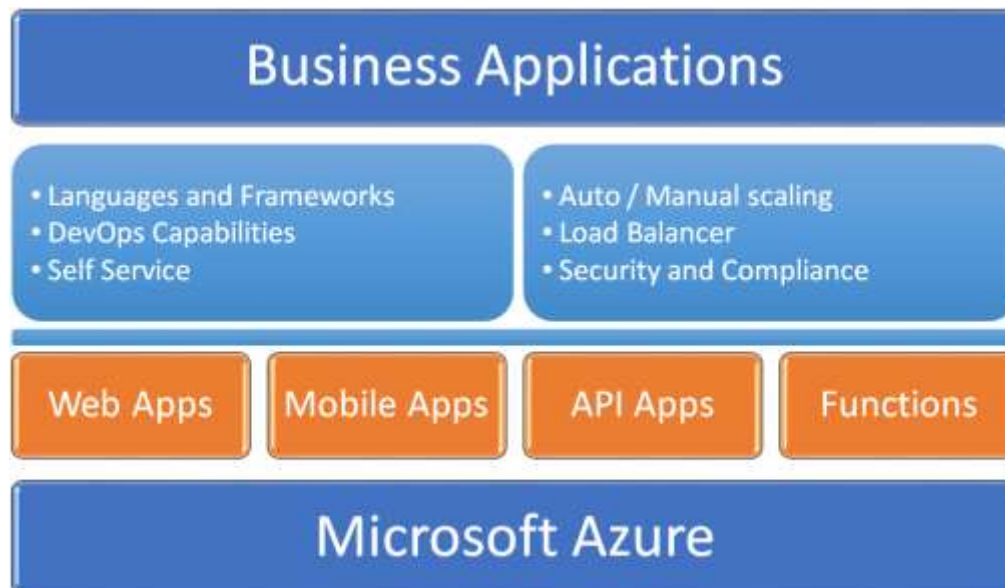 Business Applications
• Languages and Frameworks
• DevOps Capabilities
• Self Service
• Auto / Manual scaling
• Load Balancer
• Security and Compliance
Web Apps
Mobile Apps
API Apps
Functions
Microsoft Azure